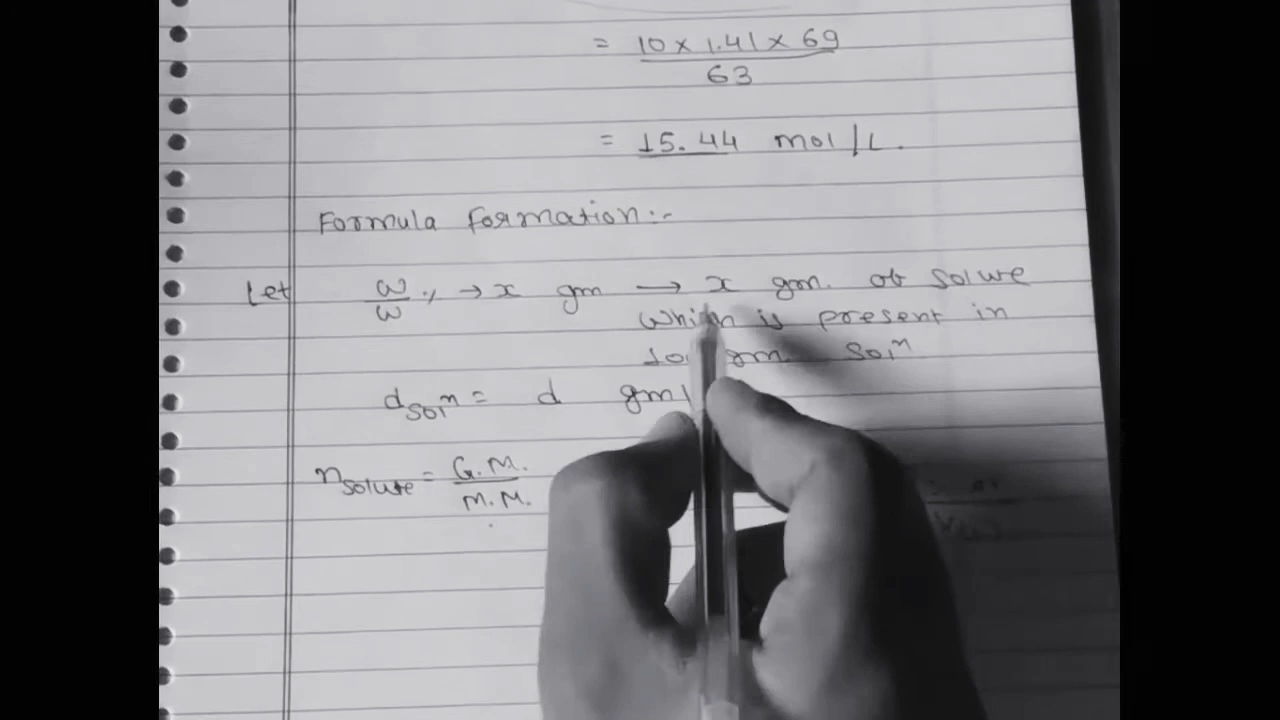 = 10 x 1.41 x 69
63
= 15.44 mol/L.
Formula formation:-
Let w/w % → x gm → x gm. of solute
which is present in
gm soln
dsoln = d gm
nsolute = G.M.
M.M.